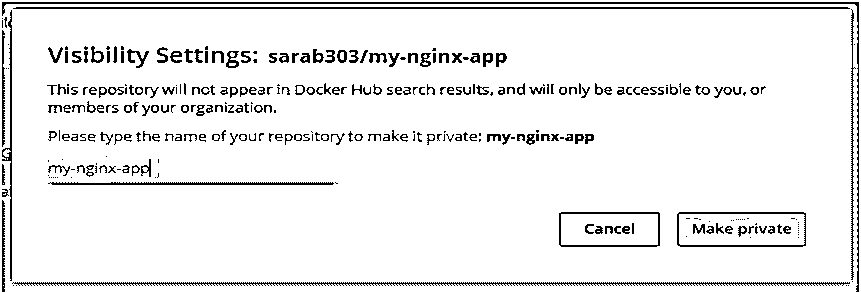 Visibility Settings: sarab303/my-nginx-app
This repository will not appear in Docker Hub search results, and will only be accessible to you, or
members of your organization.
Please type the name of your repository to make it private: my-nginx-app
my-nginx-app
Cancel
Make private